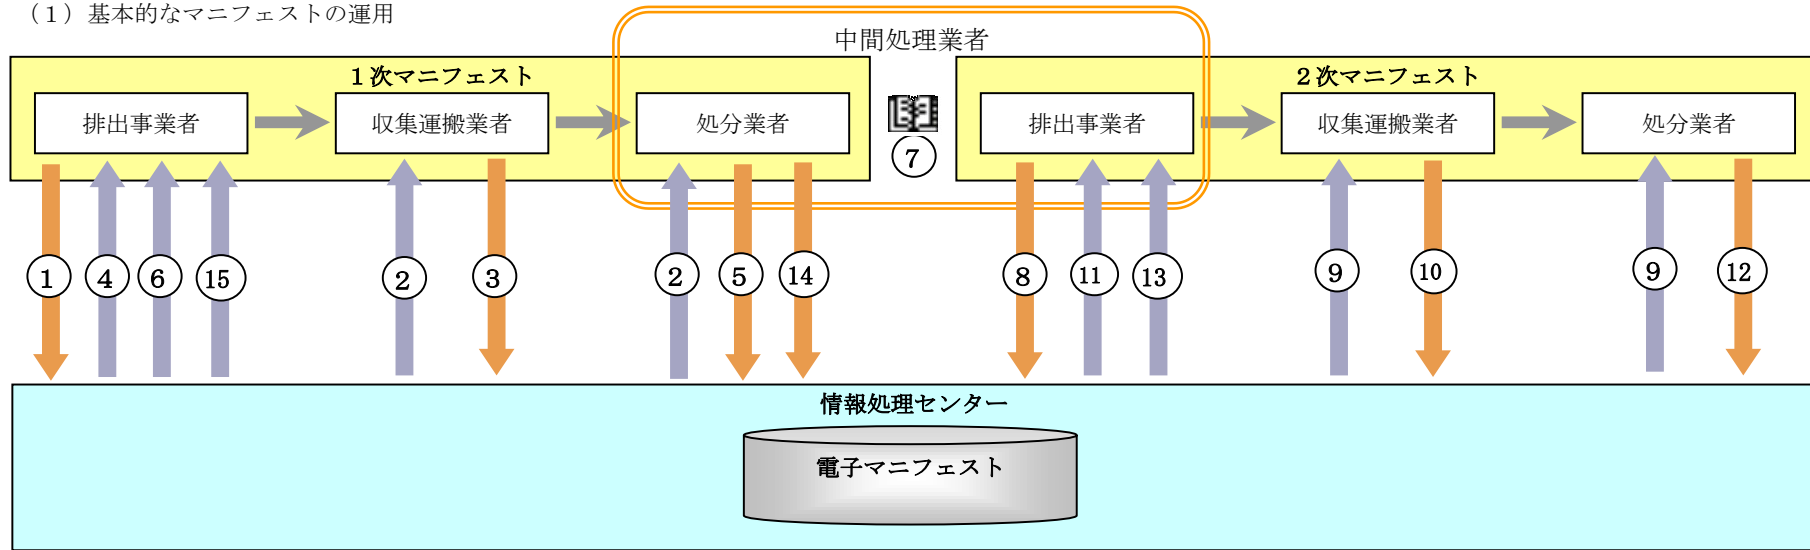 （１）基本的なマニフェストの運用
中間処理業者
１次マニフェスト
２次マニフェスト
排出事業者
収集運搬業者
処分業者
排出事業者
収集運搬業者
処分業者
⑦
① ④ ⑥ ⑮ ② ③ ② ⑤ ⑭ ⑧ ⑪ ⑬ ⑨ ⑩ ⑨ ⑫
情報処理センター
電子マニフェスト